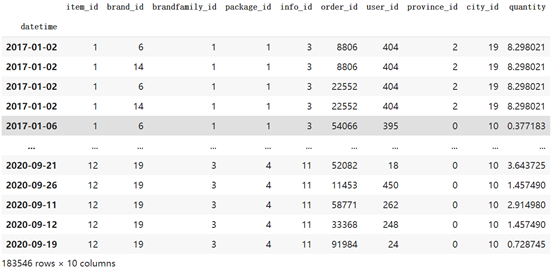 item_id brand_id brandfamily_id package_id info_id order_id user_id province_id city_id quantity
datetime
2017-01-02 1 6 1 1 3 8806 404 2 19 8.298021
2017-01-02 1 14 1 1 3 8806 404 2 19 8.298021
2017-01-02 1 6 1 1 3 22552 404 2 19 8.298021
2017-01-02 1 14 1 1 3 22552 404 2 19 8.298021
2017-01-06 1 6 1 1 3 54066 395 0 10 0.377183
... ... ... ... ... ... ... ... ... ... ...
2020-09-21 12 19 3 4 11 52082 18 0 10 3.643725
2020-09-26 12 19 3 4 11 11453 450 0 10 1.457490
2020-09-11 12 19 3 4 11 58771 262 0 10 2.914980
2020-09-12 12 19 3 4 11 33368 248 0 10 1.457490
2020-09-19 12 19 3 4 11 91984 24 0 10 0.728745
183546 rows × 10 columns